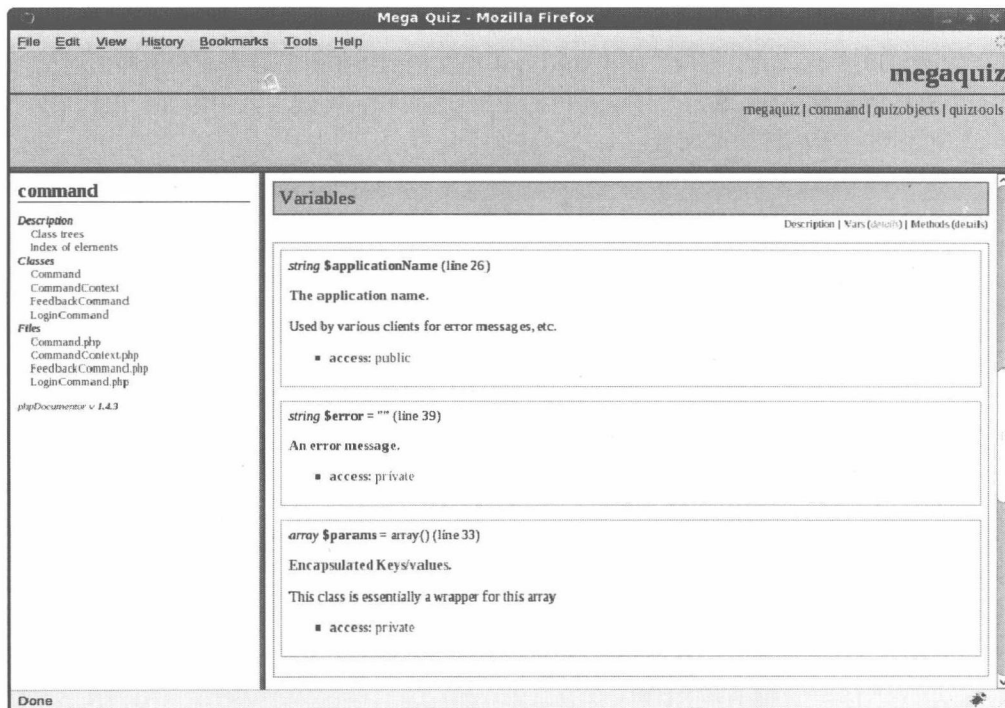 Mega Quiz - Mozilla Firefox
File Edit View History Bookmarks Tools Help
megaquiz
megaquiz | command | quizobjects | quiztools
command
Description
Class trees
Index of elements
Classes
Command
CommandContext
FeedbackCommand
LoginCommand
Files
Command.php
CommandContext.php
FeedbackCommand.php
LoginCommand.php
phpDocumentor v 1.4.3
Variables
Description | Vars (details) | Methods (details)
string $applicationName (line 26)
The application name.
Used by various clients for error messages, etc.
▪ access: public
string $error = "" (line 39)
An error message.
▪ access: private
array $params = array() (line 33)
Encapsulated Keys/values.
This class is essentially a wrapper for this array
▪ access: private
Done